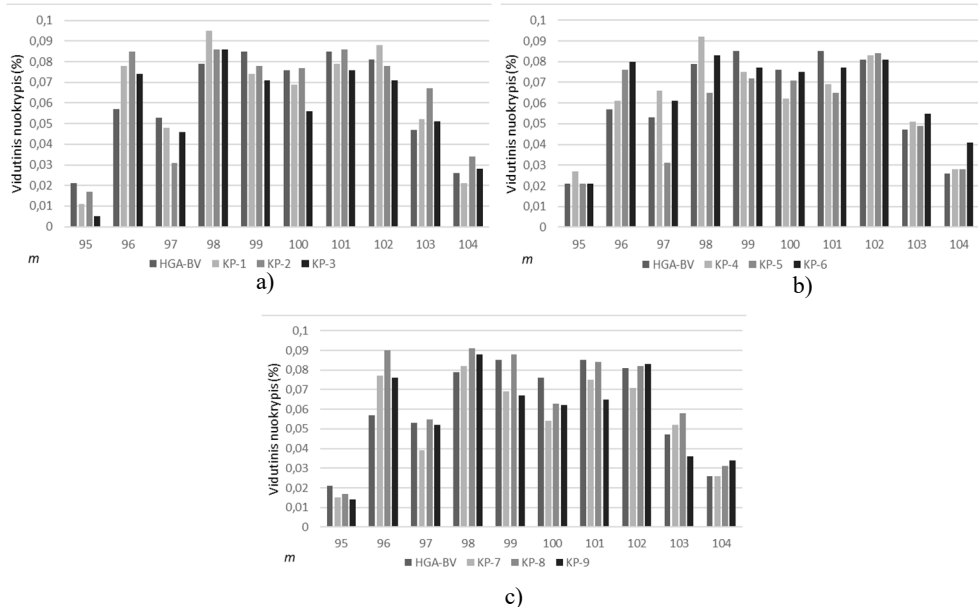 Vidutinis nuokrypis (%)
0,1
0,09
0,08
0,07
0,06
0,05
0,04
0,03
0,02
0,01
0
95 96 97 98 99 100 101 102 103 104
m
HGA-BV KP-1 KP-2 KP-3
a)
Vidutinis nuokrypis (%)
0,1
0,09
0,08
0,07
0,06
0,05
0,04
0,03
0,02
0,01
0
95 96 97 98 99 100 101 102 103 104
m
HGA-BV KP-4 KP-5 KP-6
b)
Vidutinis nuokrypis (%)
0,1
0,09
0,08
0,07
0,06
0,05
0,04
0,03
0,02
0,01
0
95 96 97 98 99 100 101 102 103 104
m
HGA-BV KP-7 KP-8 KP-9
c)